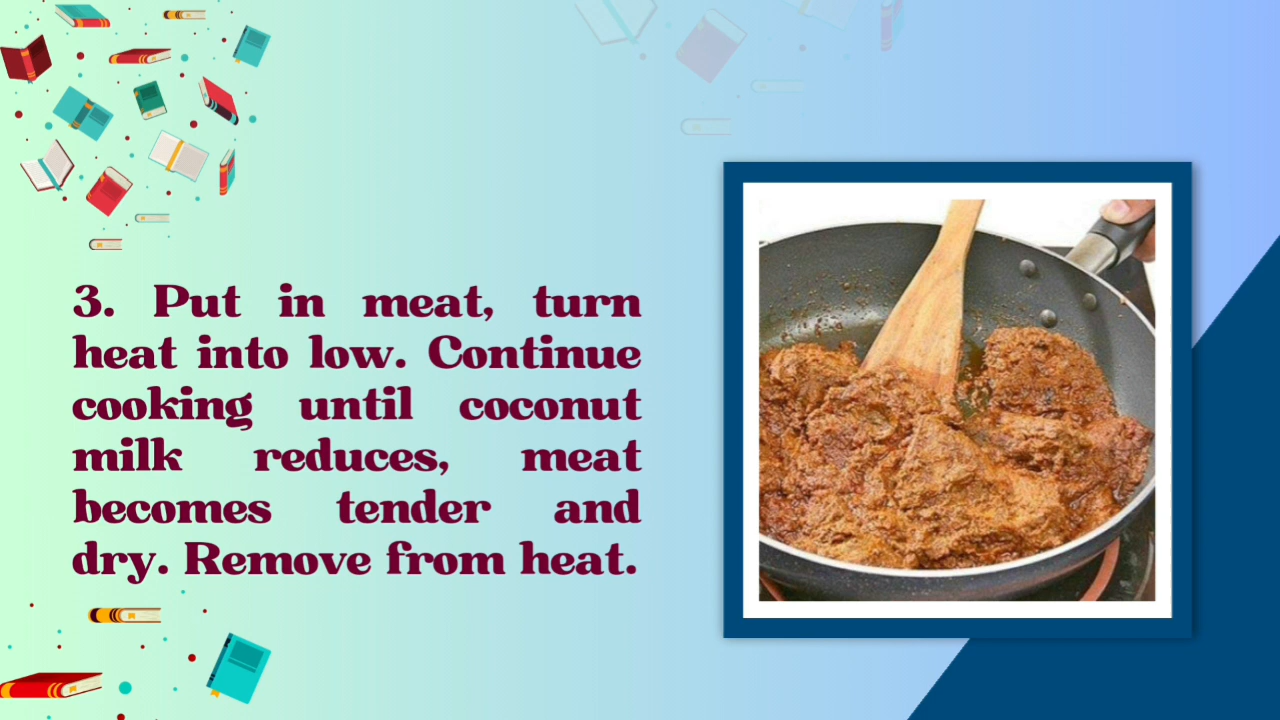 3. Put in meat, turn
heat into low. Continue
cooking until coconut
milk reduces, meat
becomes tender and
dry. Remove from heat.